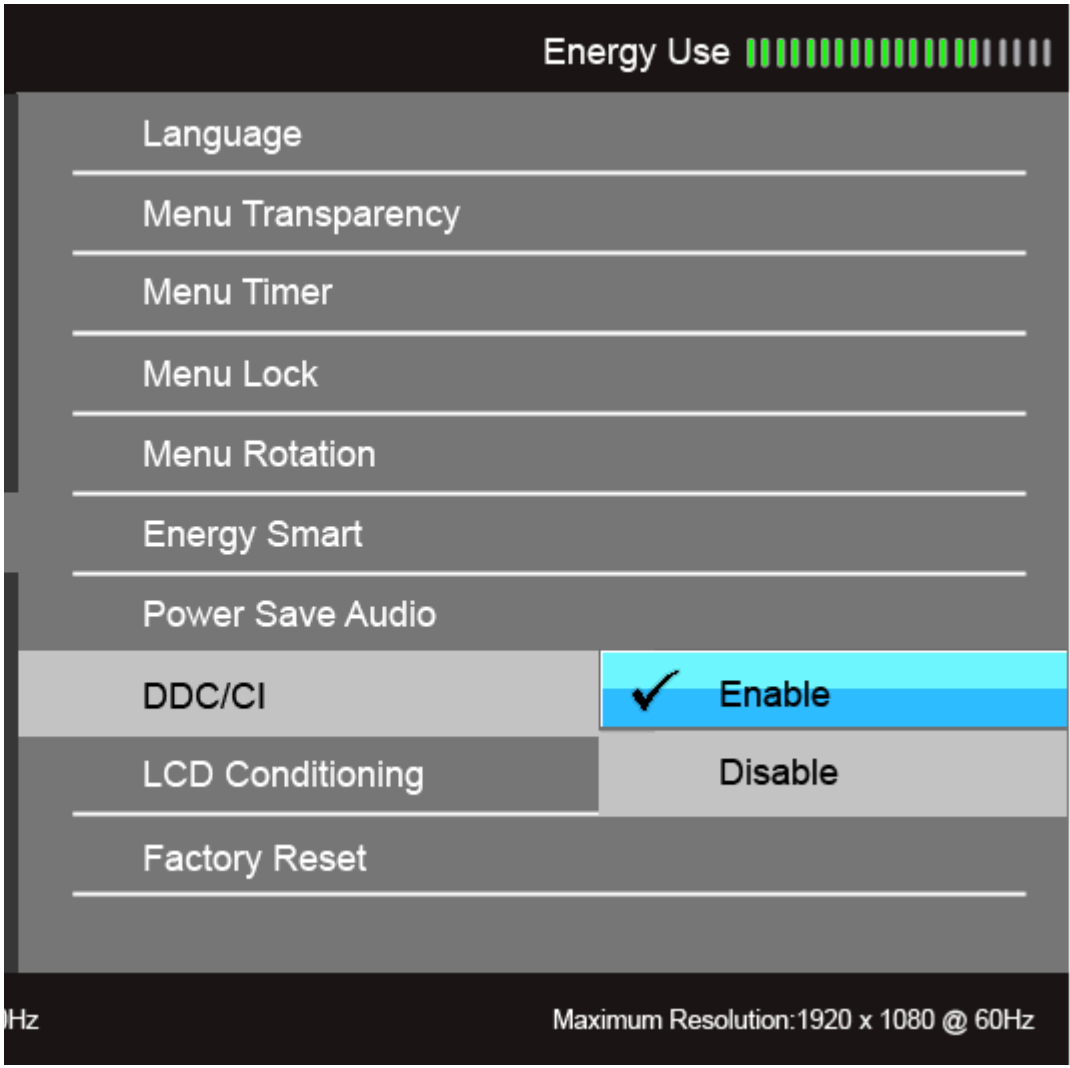 Energy Use
Language
Menu Transparency
Menu Timer
Menu Lock
Menu Rotation
Energy Smart
Power Save Audio
DDC/CI Enable
LCD Conditioning Disable
Factory Reset
Hz Maximum Resolution:1920 x 1080 @ 60Hz